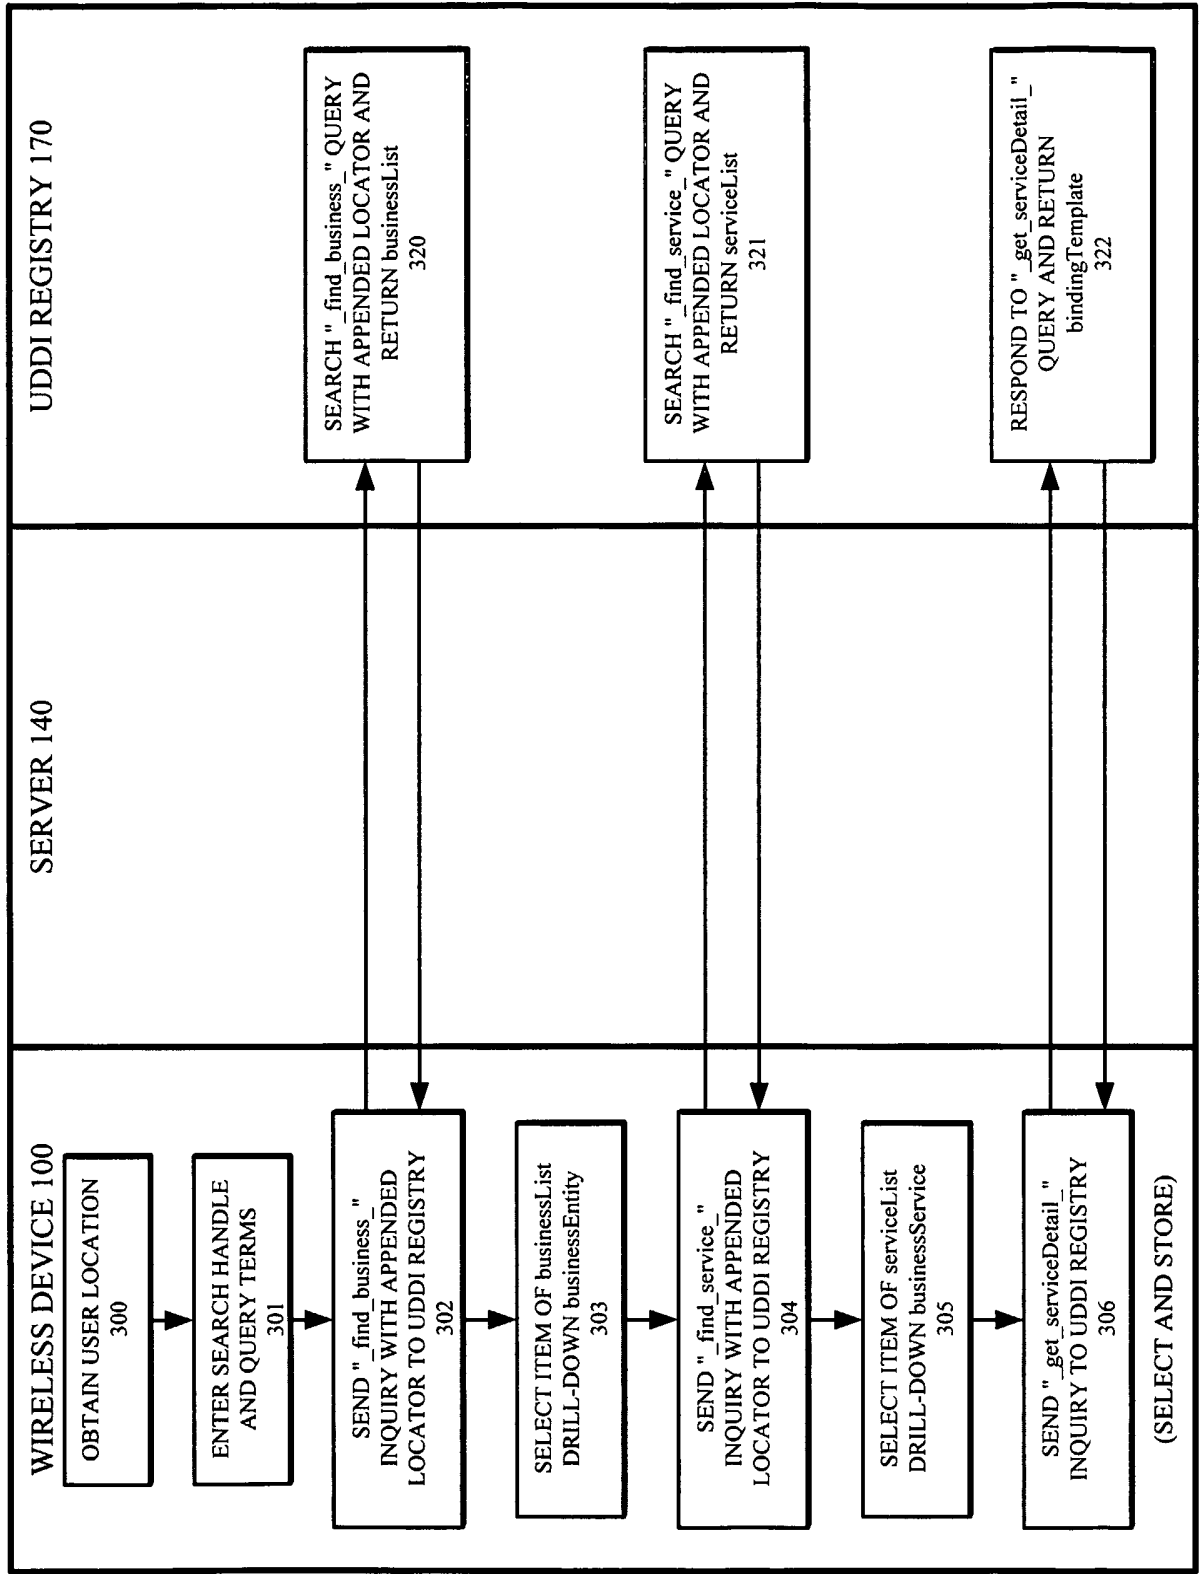 WIRELESS DEVICE 100
OBTAIN USER LOCATION
300
ENTER SEARCH HANDLE
AND QUERY TERMS
301
SEND "_find_business_"
INQUIRY WITH APPENDED
LOCATOR TO UDDI REGISTRY
302
SELECT ITEM OF businessList
DRILL-DOWN businessEntity
303
SEND "_find_service_"
INQUIRY WITH APPENDED
LOCATOR TO UDDI REGISTRY
304
SELECT ITEM OF serviceList
DRILL-DOWN businessService
305
SEND "_get_serviceDetail_"
INQUIRY TO UDDI REGISTRY
306
(SELECT AND STORE)
SERVER 140
UDDI REGISTRY 170
SEARCH "_find_business_" QUERY
WITH APPENDED LOCATOR AND
RETURN businessList
320
SEARCH "_find_service_" QUERY
WITH APPENDED LOCATOR AND
RETURN serviceList
321
RESPOND TO "_get_serviceDetail_"
QUERY AND RETURN
bindingTemplate
322